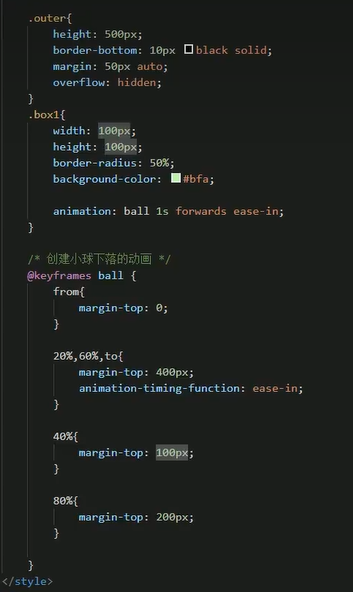 .outer{
height: 500px;
border-bottom: 10px black solid;
margin: 50px auto;
overflow: hidden;
}
.box1{
width: 100px;
height: 100px;
border-radius: 50%;
background-color: #bfa;
animation: ball 1s forwards ease-in;
}
/* 创建小球下落的动画 */
@keyframes ball {
from{
margin-top: 0;
}
20%,60%,to{
margin-top: 400px;
animation-timing-function: ease-in;
}
40%{
margin-top: 100px;
}
80%{
margin-top: 200px;
}
}
</style>